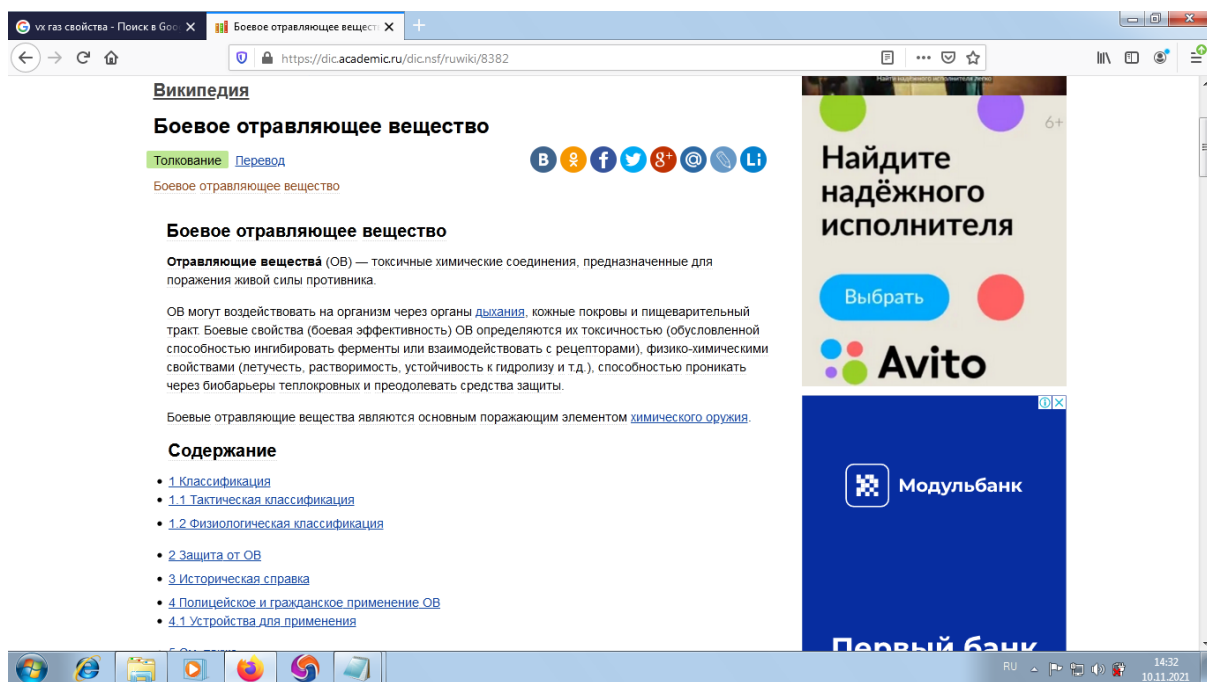 vx газ свойства - Поиск в Goo
Боевое отравляющее вещест
https://dic.academic.ru/dic.nsf/ruwiki/8382
Википедия
Боевое отравляющее вещество
Толкование Перевод
Боевое отравляющее вещество
Боевое отравляющее вещество
Отравляющие веществá (ОВ) — токсичные химические соединения, предназначенные для
поражения живой силы противника.
ОВ могут воздействовать на организм через органы дыхания, кожные покровы и пищеварительный
тракт. Боевые свойства (боевая эффективность) ОВ определяются их токсичностью (обусловленной
способностью ингибировать ферменты или взаимодействовать с рецепторами), физико-химическими
свойствами (летучесть, растворимость, устойчивость к гидролизу и т.д.), способностью проникать
через биобарьеры теплокровных и преодолевать средства защиты.
Боевые отравляющие вещества являются основным поражающим элементом химического оружия.
Содержание
1 Классификация
1.1 Тактическая классификация
1.2 Физиологическая классификация
2 Защита от ОВ
3 Историческая справка
4 Полицейское и гражданское применение ОВ
4.1 Устройства для применения
6+
Найдите
надёжного
исполнителя
Выбрать
Avito
Модульбанк
Первый банк
RU
14:32
10.11.2021